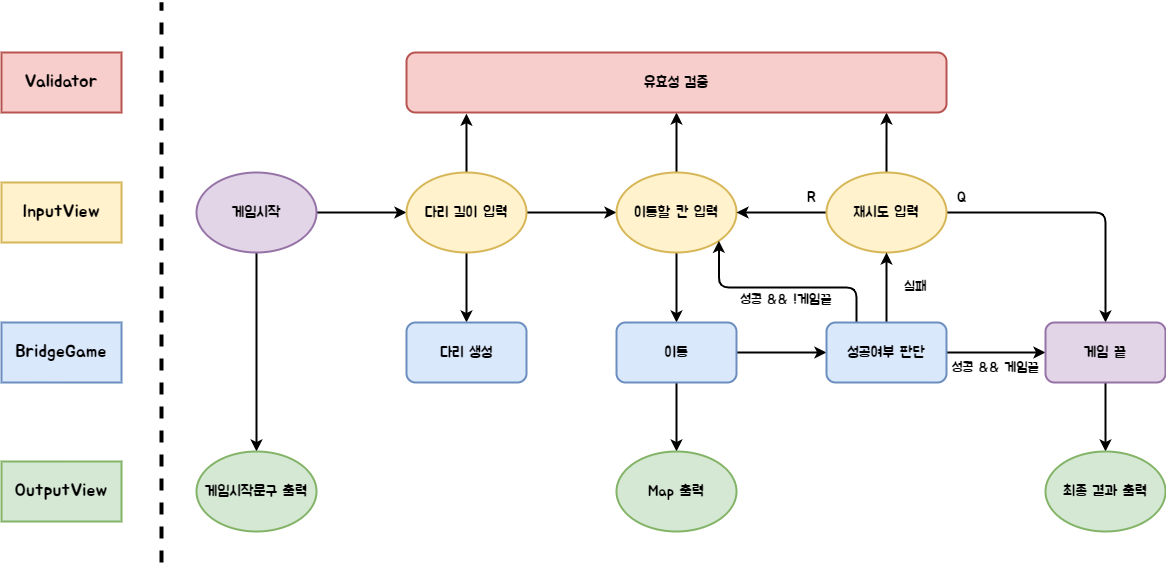 Validator
유효성 검증
InputView
게임시작
다리 길이 입력
이동할 칸 입력
R
재시도 입력
Q
실패
성공 && !게임끝
BridgeGame
다리 생성
이동
성공여부 판단
성공 && 게임끝
게임 끝
OutputView
게임시작문구 출력
Map 출력
최종 결과 출력